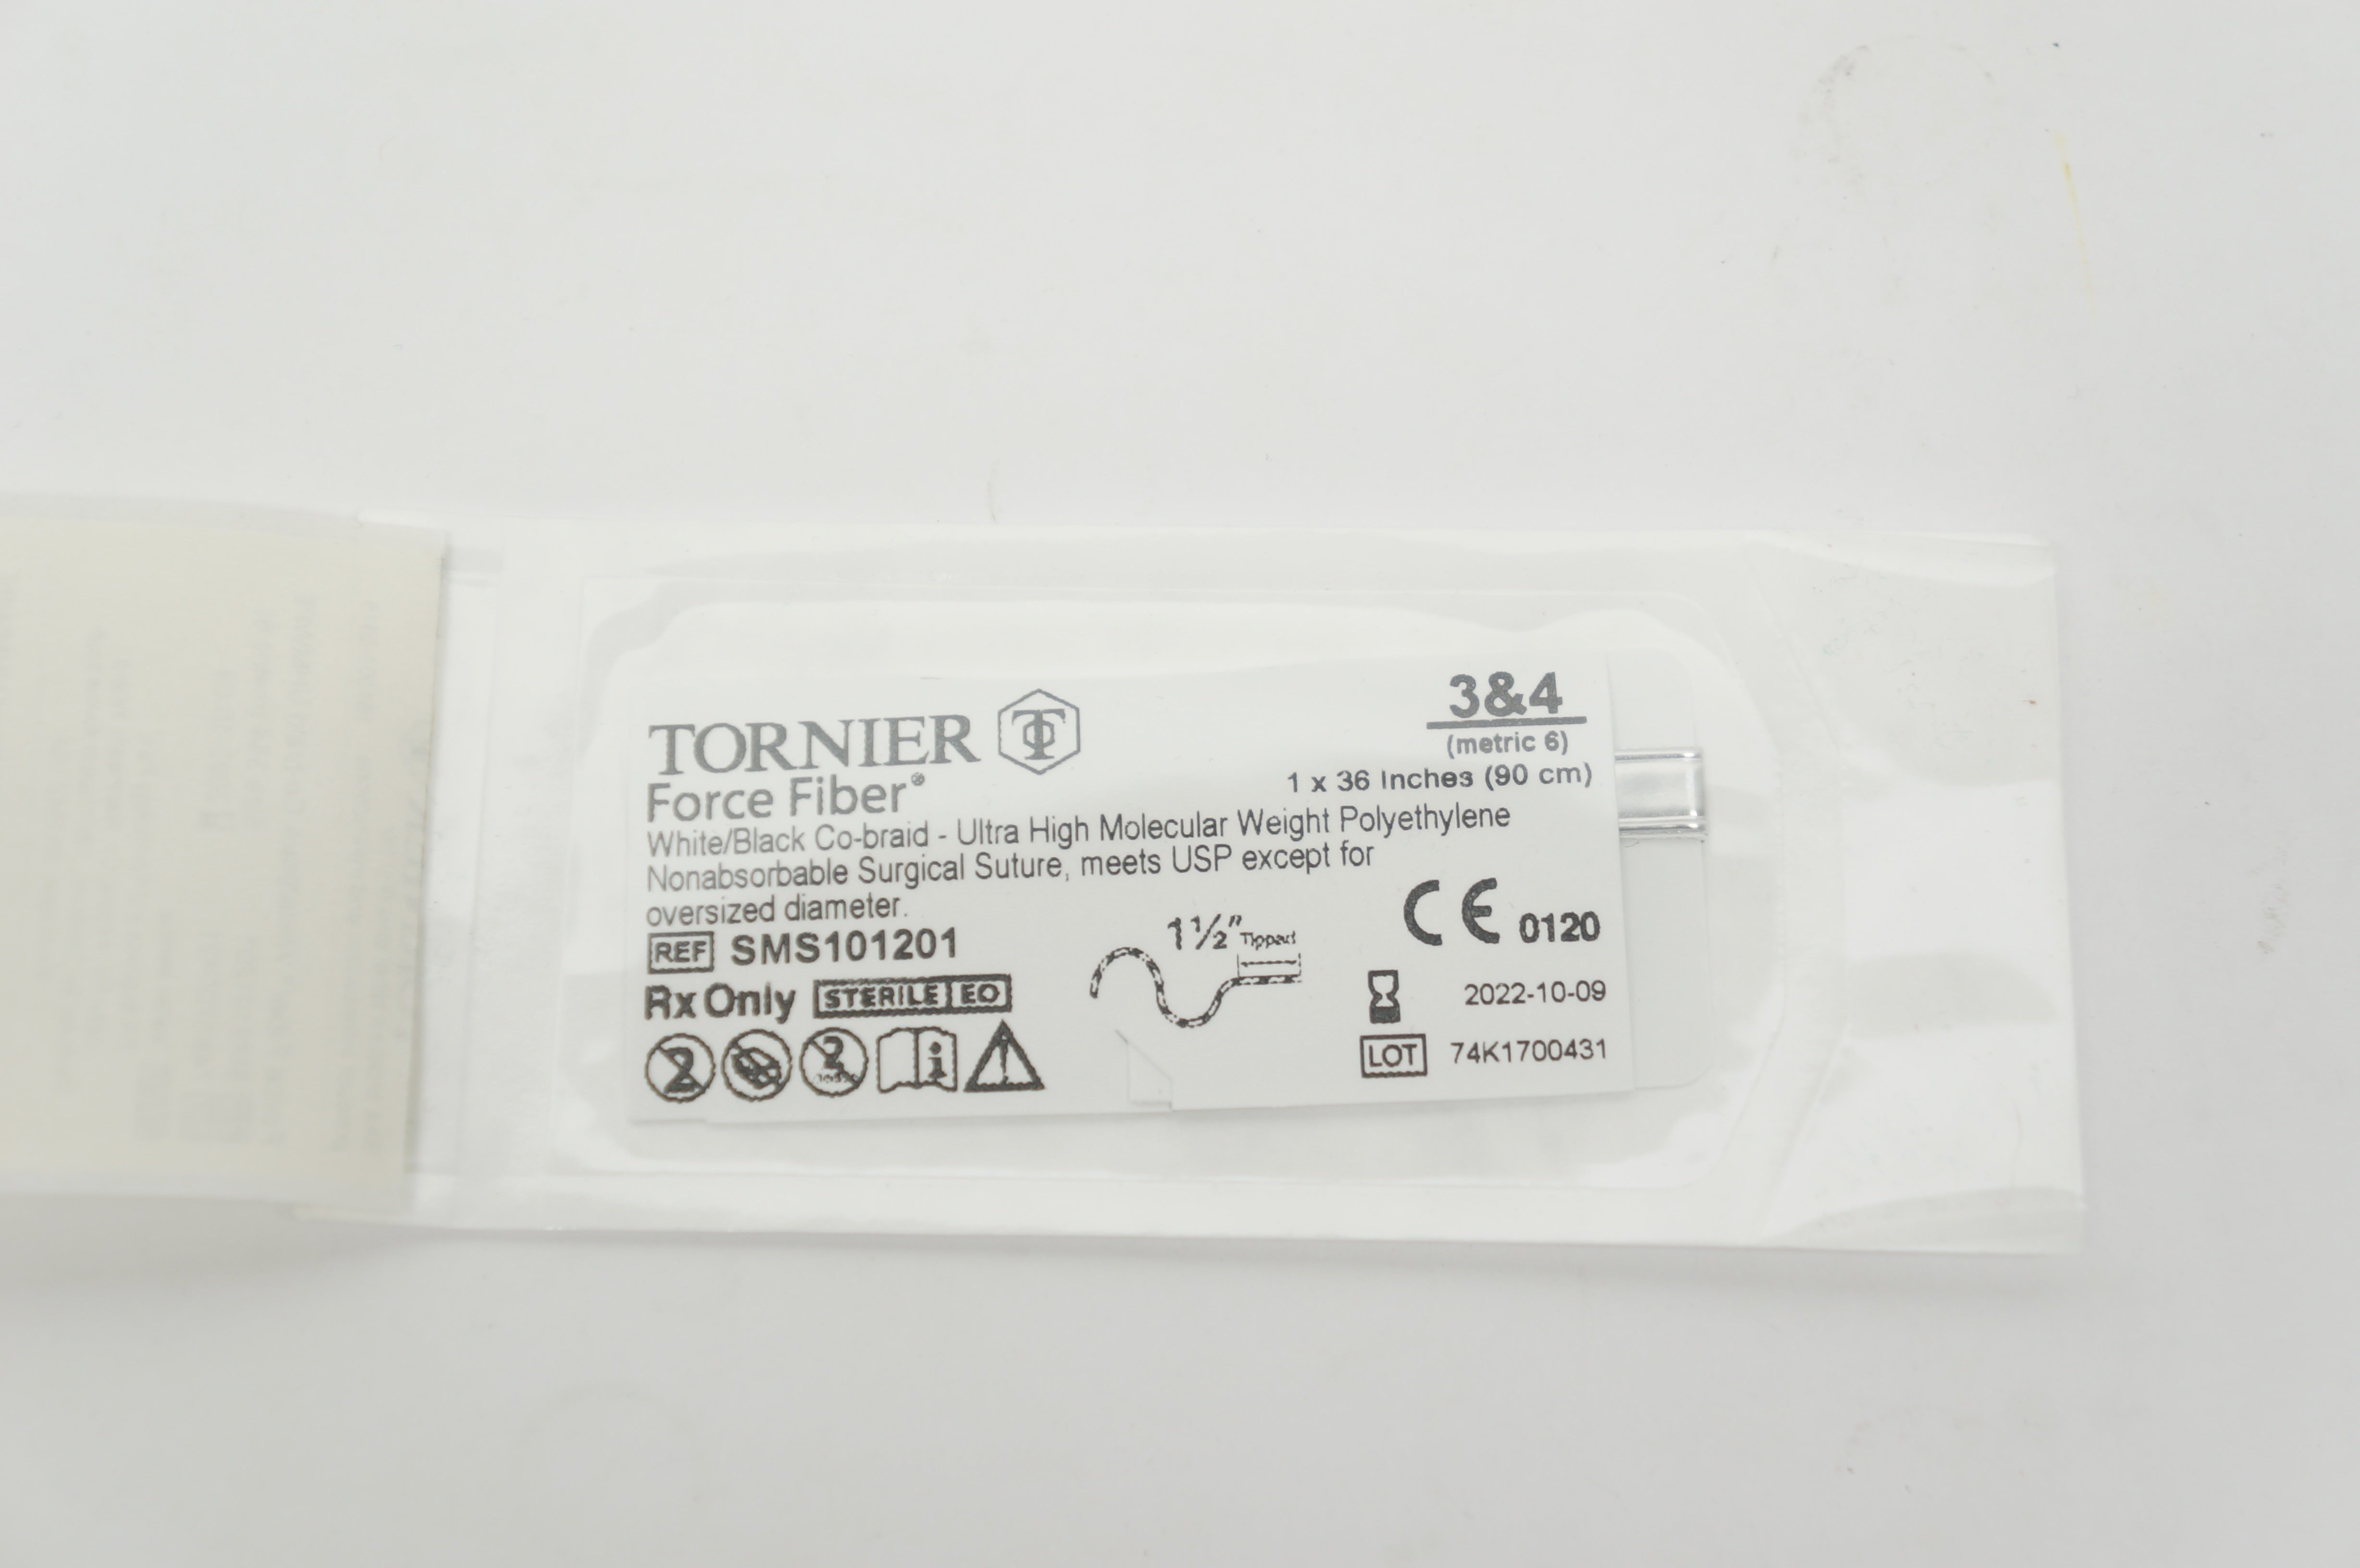 TORNIER
Force Fiber®
3&4
(metric 6)
1 x 36 Inches (90 cm)
White/Black Co-braid - Ultra High Molecular Weight Polyethylene
Nonabsorbable Surgical Suture, meets USP except for
oversized diameter.
REF SMS101201
1½" Tipped
CE 0120
Rx Only STERILE EO
2022-10-09
LOT 74K1700431